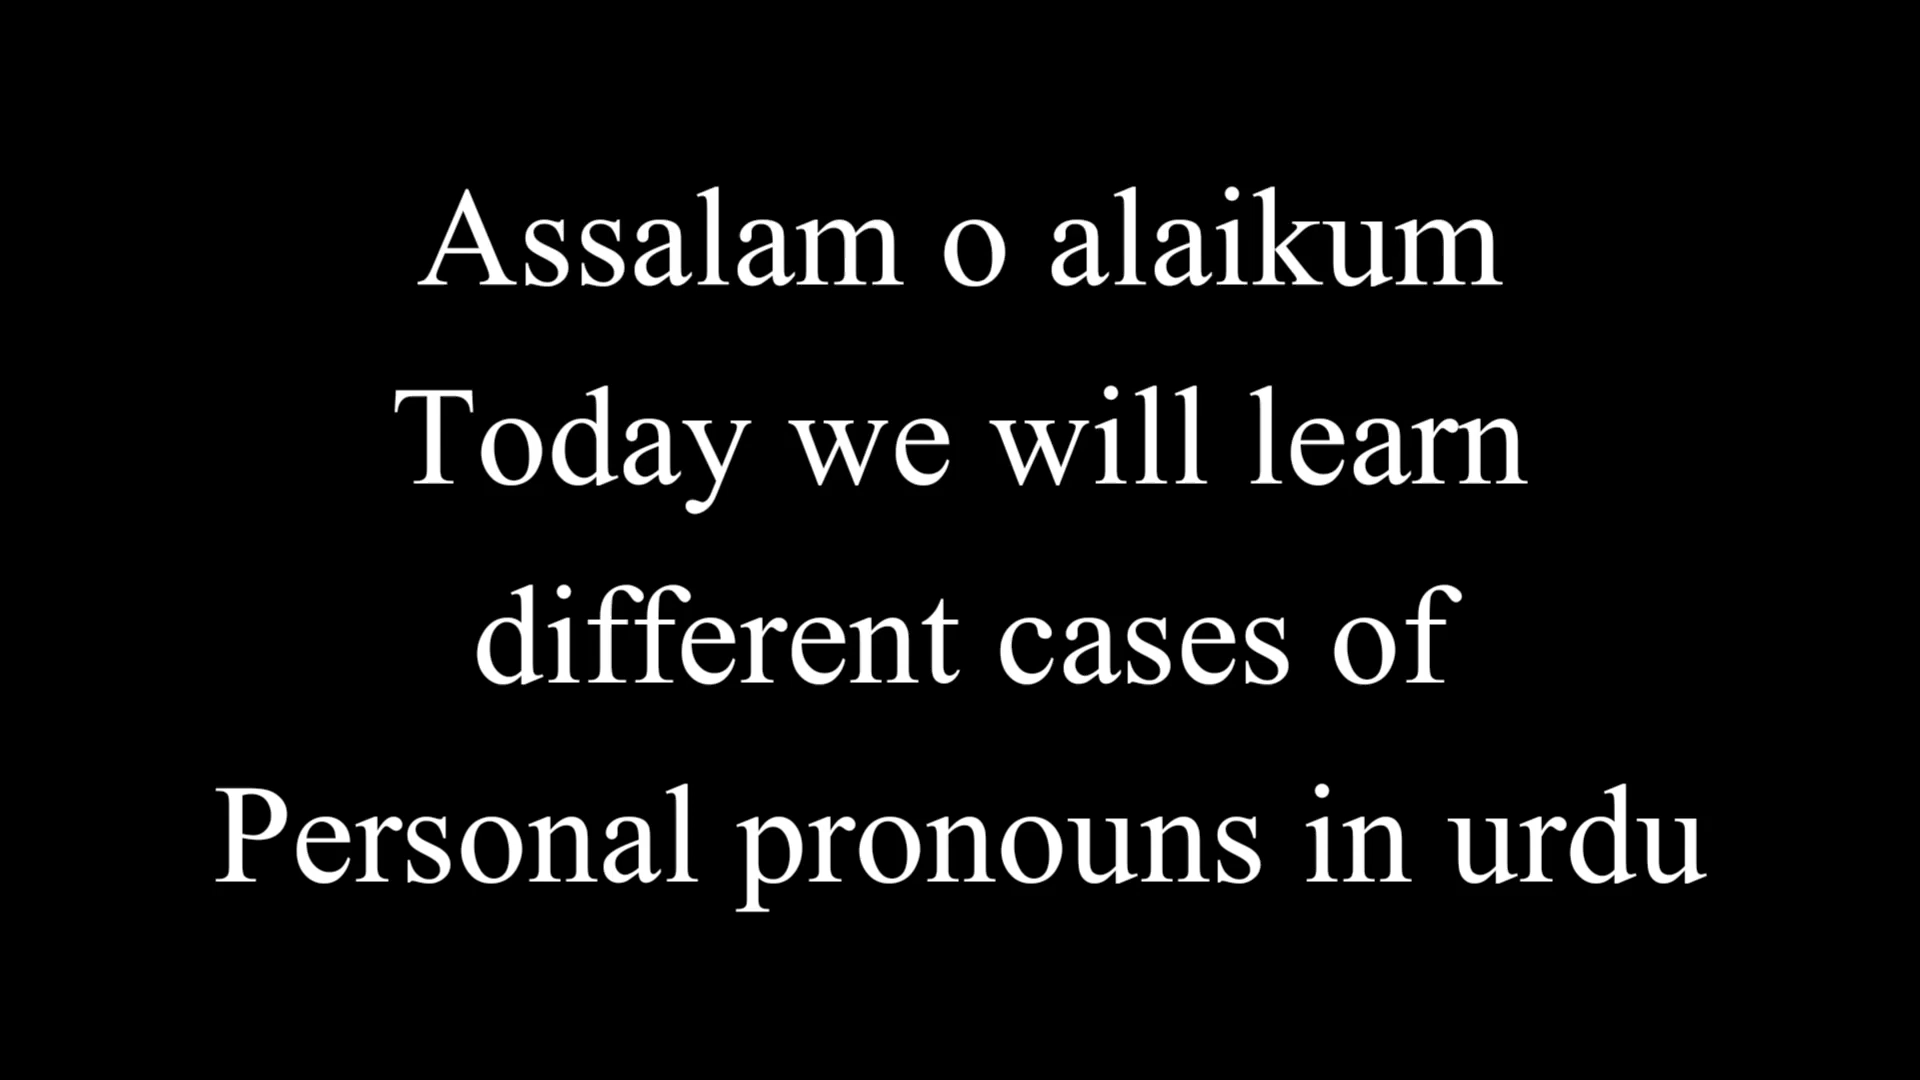 Assalam o alaikum
Today we will learn
different cases of
Personal pronouns in urdu